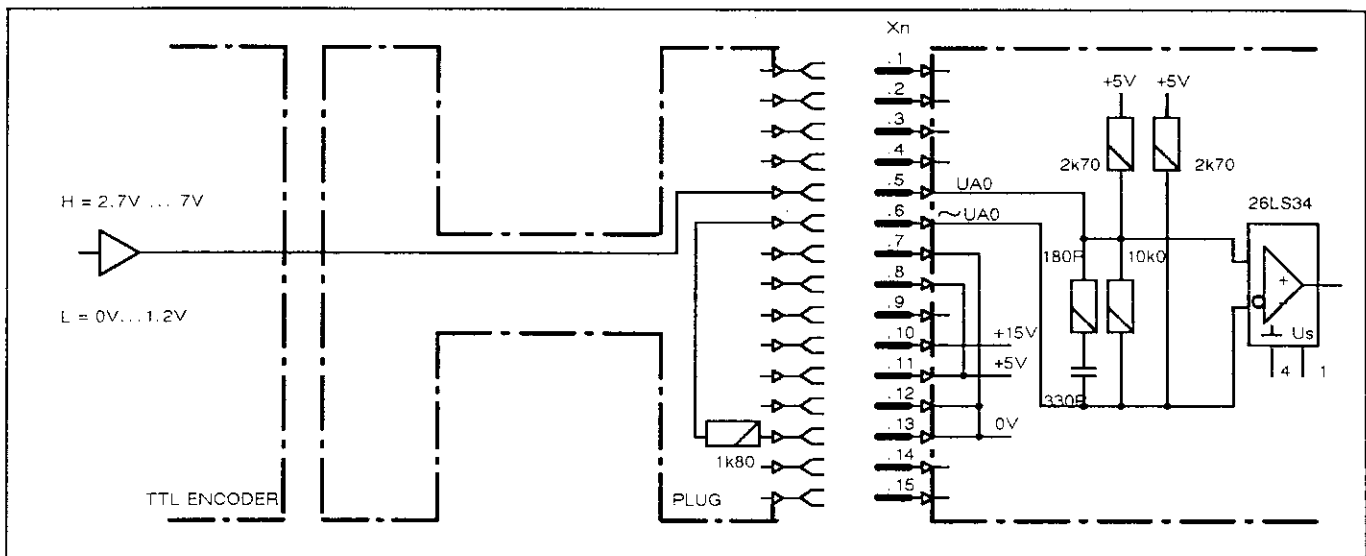 Xn
.1
.2
.3
.4
.5
.6
.7
.8
.9
.10
.11
.12
.13
.14
.15
H = 2.7V ... 7V
L = 0V...1.2V
TTL ENCODER
PLUG
1k80
UA0
~UA0
+15V
+5V
0V
+5V +5V
2k70 2k70
180R 10k0
330P
26LS34
+
-
Us
4 1